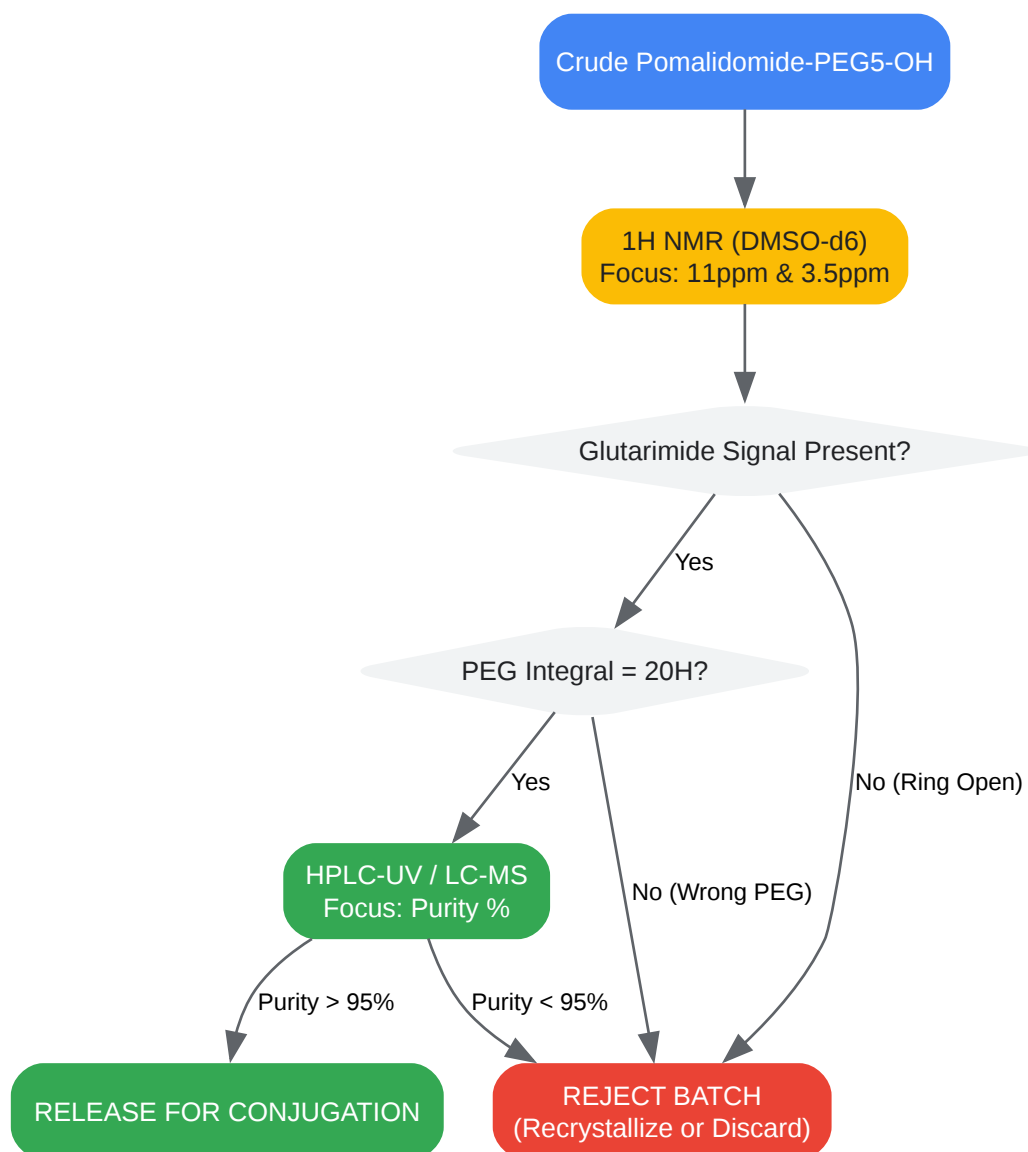 Crude Pomalidomide-PEG5-OH
1H NMR (DMSO-d6)
Focus: 11ppm & 3.5ppm
Glutarimide Signal Present?
Yes
PEG Integral = 20H?
Yes
No (Ring Open)
HPLC-UV / LC-MS
Focus: Purity %
No (Wrong PEG)
Purity > 95%
Purity < 95%
RELEASE FOR CONJUGATION
REJECT BATCH
(Recrystallize or Discard)